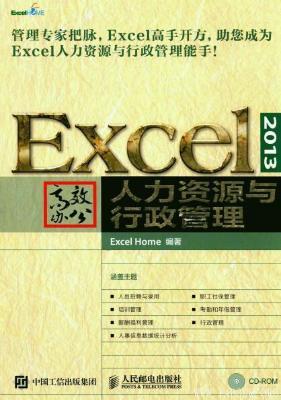 ExcelHOME
管理专家把脉，Excel高手开方，助您成为
Excel人力资源与行政管理能手！
Excel 2013
高效办公
人力资源与
行政管理
Excel Home 编著
涵盖主题
人员招聘与录用
职工社保管理
培训管理
考勤和年假管理
薪酬福利管理
行政管理
人事信息数据统计分析
中国工信出版集团
人民邮电出版社
POSTS & TELECOM PRESS
CD-ROM